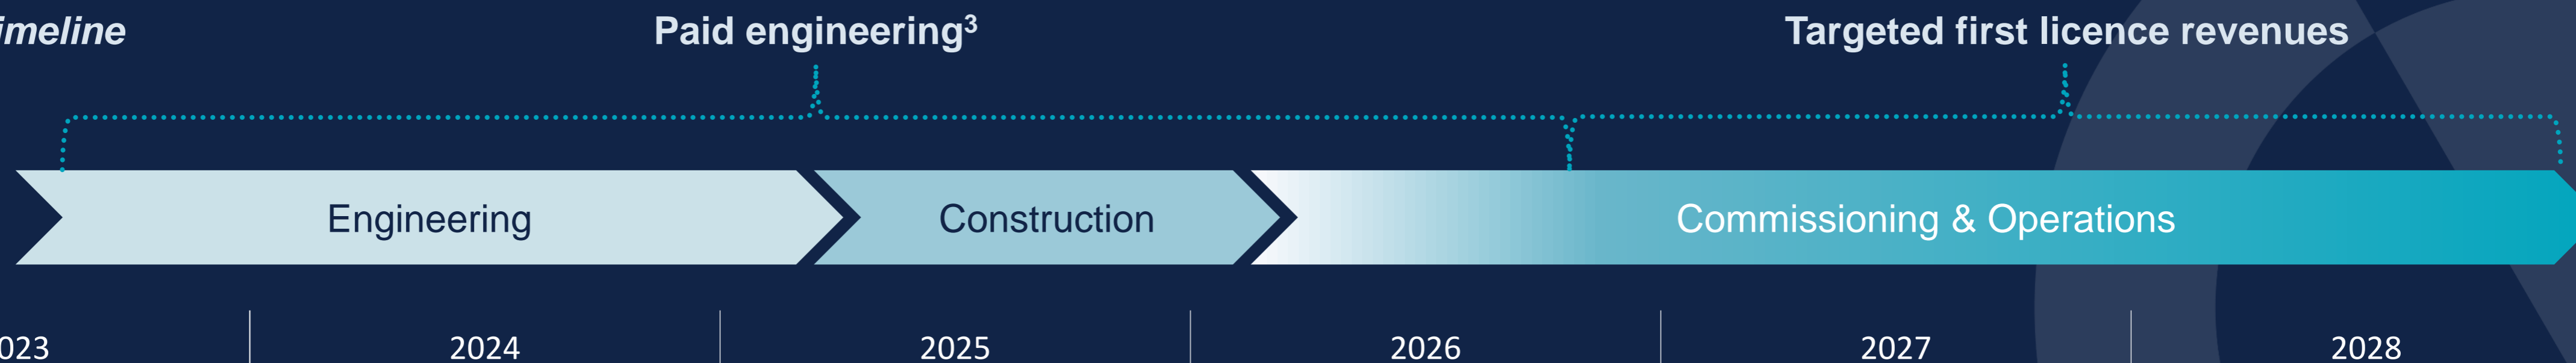 imeline
Paid engineering³
Targeted first licence revenues
Engineering
Construction
Commissioning & Operations
023
2024
2025
2026
2027
2028